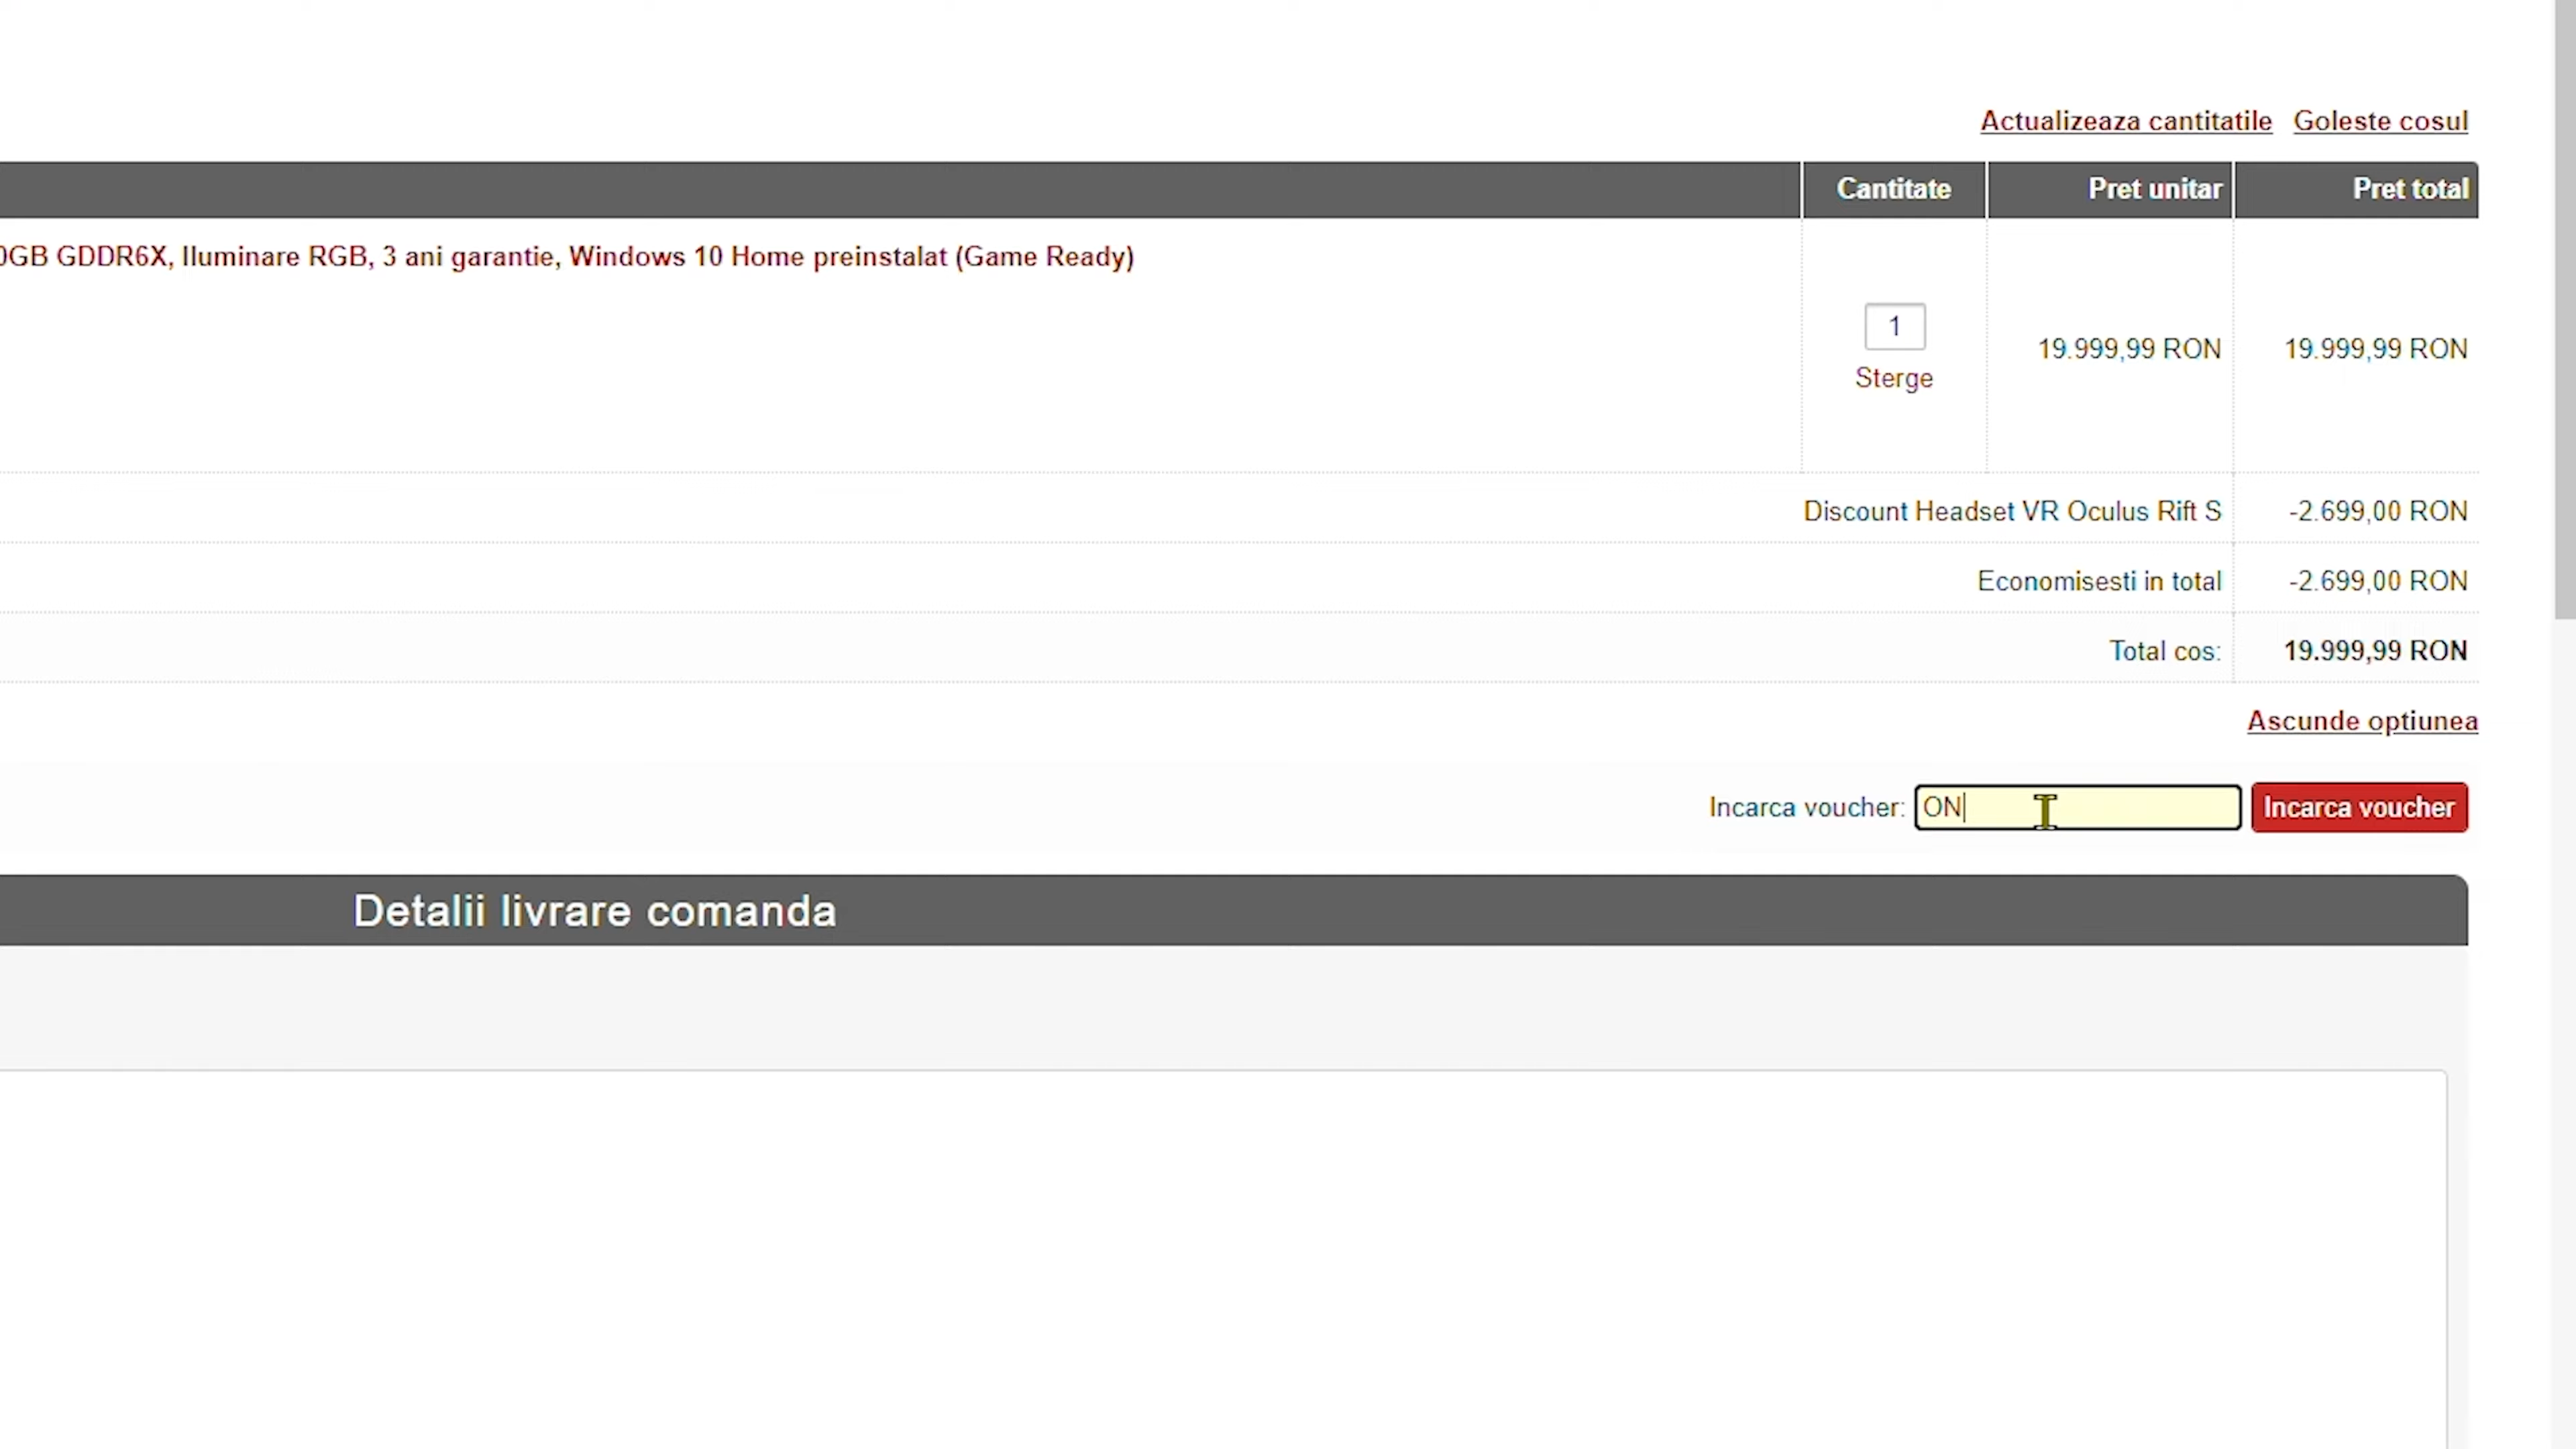 Actualizeaza cantitatile Goleste cosul
Cantitate Pret unitar Pret total
0GB GDDR6X, Iluminare RGB, 3 ani garantie, Windows 10 Home preinstalat (Game Ready)
1
19.999,99 RON 19.999,99 RON
Sterge
Discount Headset VR Oculus Rift S -2.699,00 RON
Economisesti in total -2.699,00 RON
Total cos: 19.999,99 RON
Ascunde optiunea
Incarca voucher: ON Incarca voucher
Detalii livrare comanda